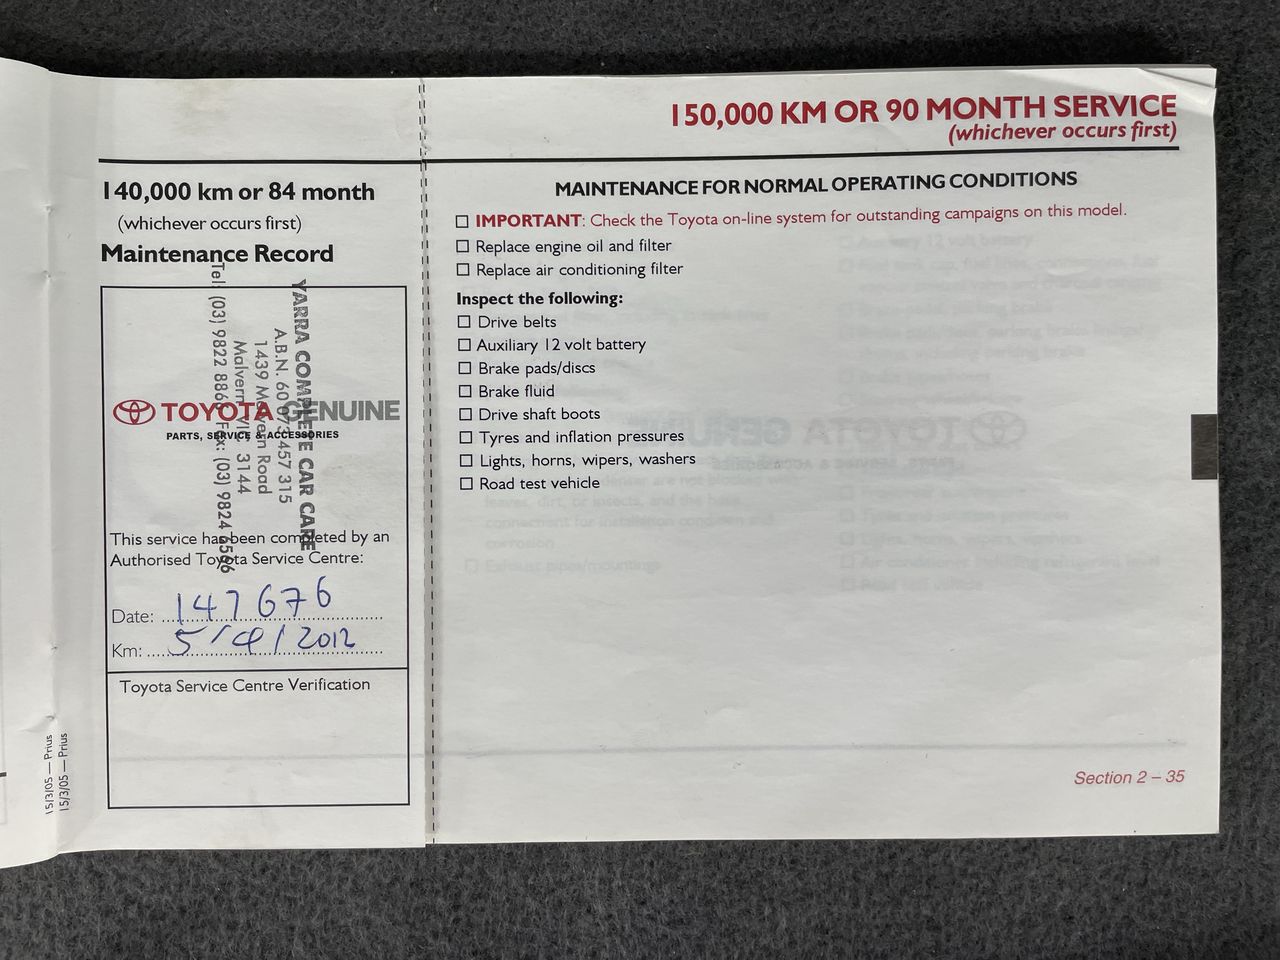 140,000 km or 84 month
(whichever occurs first)
Maintenance Record
YARRA COMPLETE CAR CARE
A.B.N. 60 073 457 315
1439 Malvern Road
Malvern VIC 3144
Tel: (03) 9822 8866 Fax: (03) 9824 6566
TOYOTA GENUINE
PARTS, SERVICE & ACCESSORIES
This service has been completed by an
Authorised Toyota Service Centre:
Date: 147676
Km: 5/4/2012
Toyota Service Centre Verification
15/3/05 — Prius
15/3/05 — Prius
150,000 KM OR 90 MONTH SERVICE
(whichever occurs first)
MAINTENANCE FOR NORMAL OPERATING CONDITIONS
IMPORTANT: Check the Toyota on-line system for outstanding campaigns on this model.
Replace engine oil and filter
Replace air conditioning filter
Inspect the following:
Drive belts
Auxiliary 12 volt battery
Brake pads/discs
Brake fluid
Drive shaft boots
Tyres and inflation pressures
Lights, horns, wipers, washers
Road test vehicle
Section 2 – 35